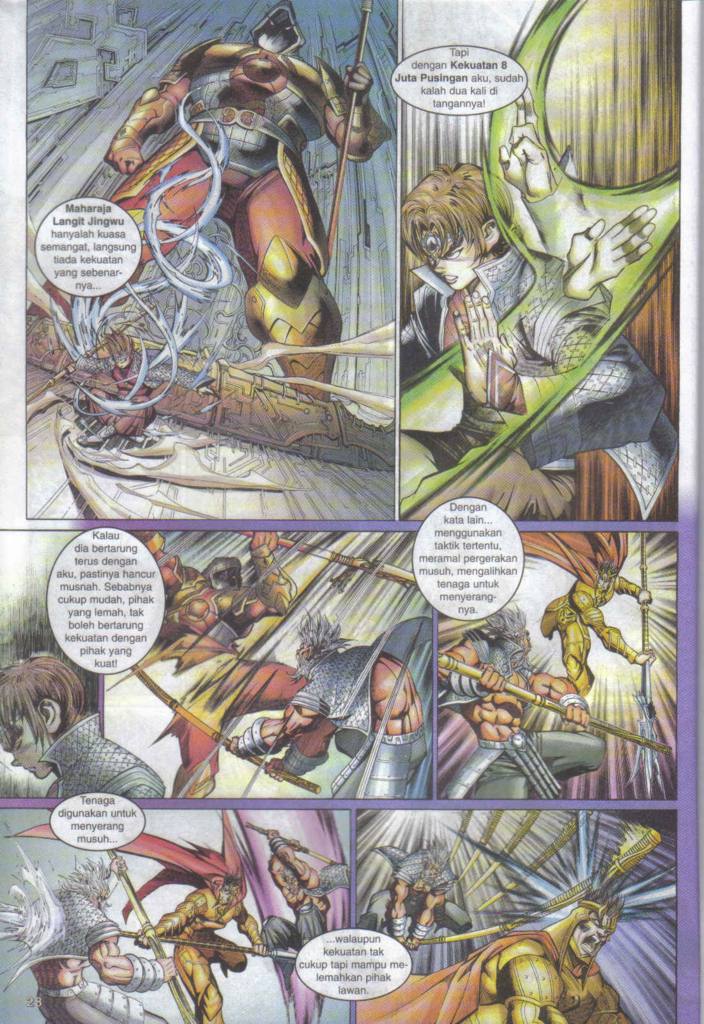 Maharaja
Langit Jingwu
hanyalah kuasa
semangat, langsung
tiada kekuatan
yang sebenar-
nya...
Tapi
dengan Kekuatan 8
Juta Pusingan aku, sudah
kalah dua kali di
tangannya!
Kalau
dia bertarung
terus dengan
aku, pastinya hancur
musnah. Sebabnya
cukup mudah, pihak
yang lemah, tak
boleh bertarung
kekuatan dengan
pihak yang
kuat!
Dengan
kata lain...
menggunakan
taktik tertentu,
meramal pergerakan
musuh, mengalihkan
tenaga untuk
menyerang-
nya.
Tenaga
digunakan untuk
menyerang
musuh...
...walaupun
kekuatan tak
cukup tapi mampu me-
lemahkan pihak
lawan.
28